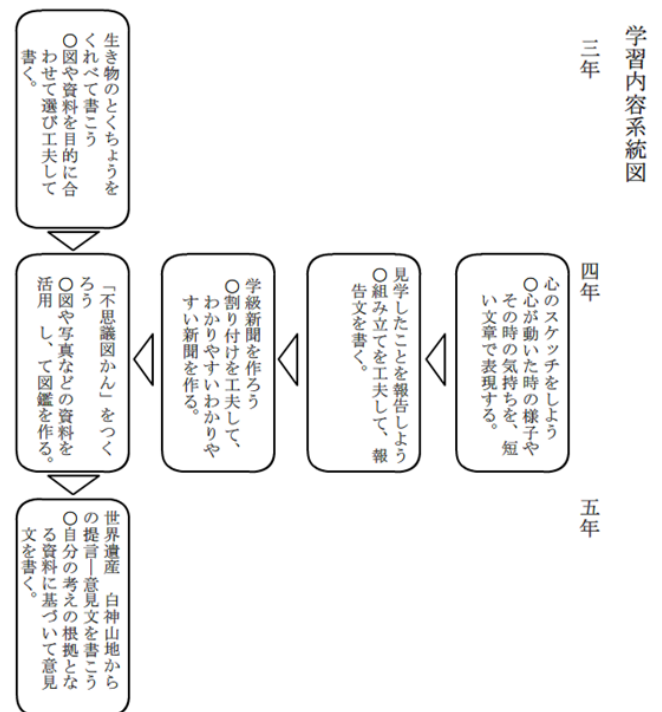 学習内容系統図
三年
四年
五年
心のスケッチをしよう
〇心が動いた時の様子や
その時の気持ちを、短
い文章で表現する。
見学したことを報告しよう
〇組み立てを工夫して、報
告文を書く。
学級新聞を作ろう
〇割り付けを工夫して、
わかりやすいわかりや
すい新聞を作る。
生き物のとくちょうを
くれべて書こう
〇図や資料を目的に合
わせて選び工夫して
書く。
「不思議図かん」をつく
ろう
〇図や写真などの資料を
活用 し、て図鑑を作る。
世界遺産 白神山地から
の提言―意見文を書こう
〇自分の考えの根拠とな
る資料に基づいて意見
文を書く。